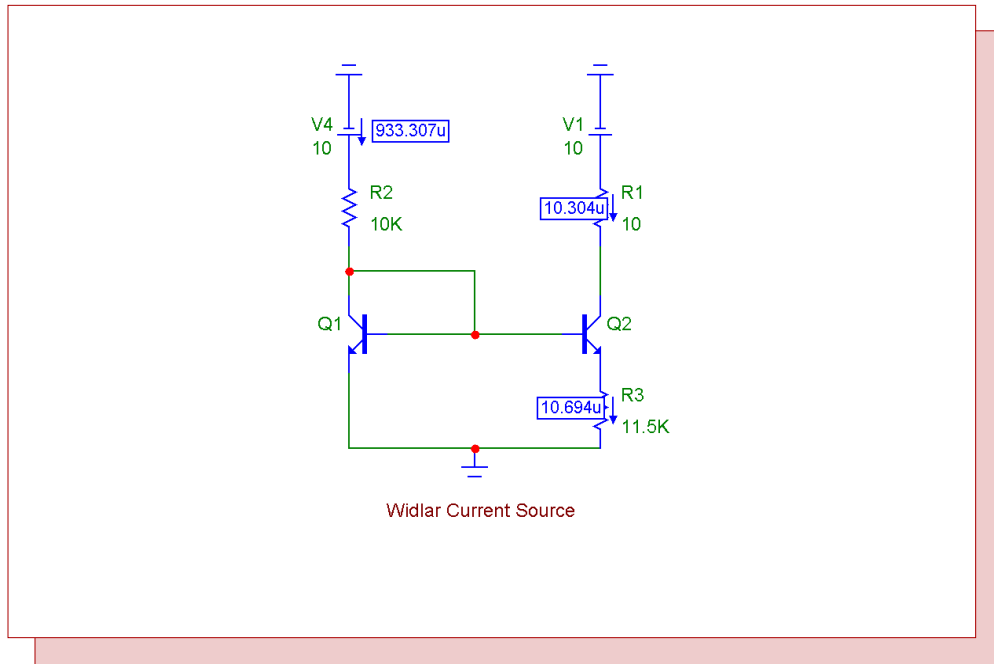 V4
10
933.307u
V1
10
R2
10K
R1
10.304u
10
Q1
Q2
R3
10.694u
11.5K
Widlar Current Source